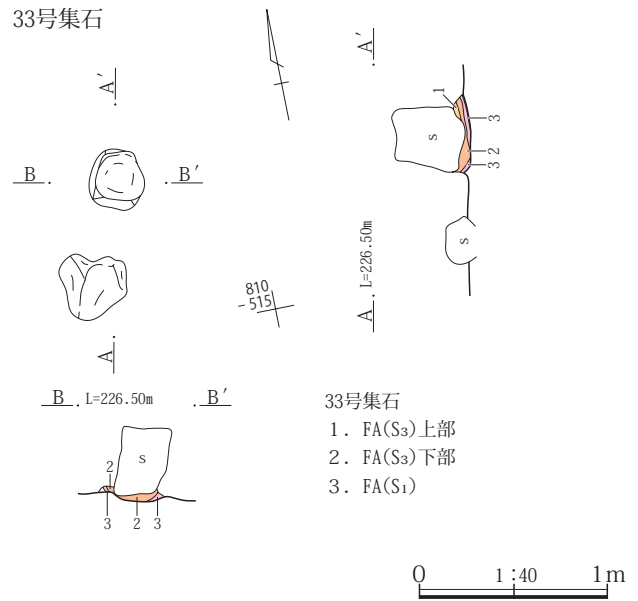 33号集石
A′
B
B′
A
810
-515
B L=226.50m B′
s
2
3 2 3
A′
1
s
3
2
3
s
A L=226.50m
33号集石
1. FA(S₃)上部
2. FA(S₃)下部
3. FA(S₁)
0 1:40 1m